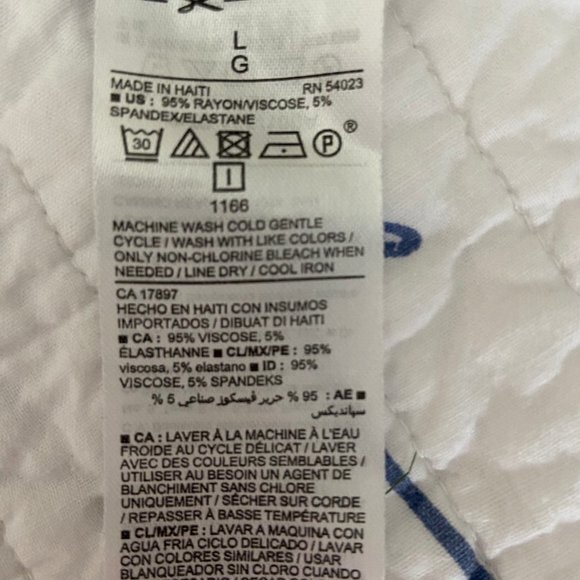 L
G
MADE IN HAITI RN 54023
■ US : 95% RAYON/VISCOSE, 5%
SPANDEX/ELASTANE
30 P ®
I
1166
MACHINE WASH COLD GENTLE
CYCLE / WASH WITH LIKE COLORS /
ONLY NON-CHLORINE BLEACH WHEN
NEEDED / LINE DRY / COOL IRON
CA 17897
HECHO EN HAITI CON INSUMOS
IMPORTADOS / DIBUAT DI HAITI
■ CA : 95% VISCOSE, 5%
ÉLASTHANNE ■ CL/MX/PE : 95%
viscosa, 5% elastano ■ ID : 95%
VISCOSE, 5% SPANDEKS
■ AE : 95 % حرير فيسكوز صناعي 5 %
سبانديكس
■ CA : LAVER À LA MACHINE À L'EAU
FROIDE AU CYCLE DÉLICAT / LAVER
AVEC DES COULEURS SEMBLABLES /
UTILISER AU BESOIN UN AGENT DE
BLANCHIMENT SANS CHLORE
UNIQUEMENT / SÉCHER SUR CORDE
/ REPASSER À BASSE TEMPÉRATURE
■ CL/MX/PE : LAVAR A MAQUINA CON
AGUA FRIA CICLO DELICADO / LAVAR
CON COLORES SIMILARES / USAR
BLANQUEADOR SIN CLORO CUANDO